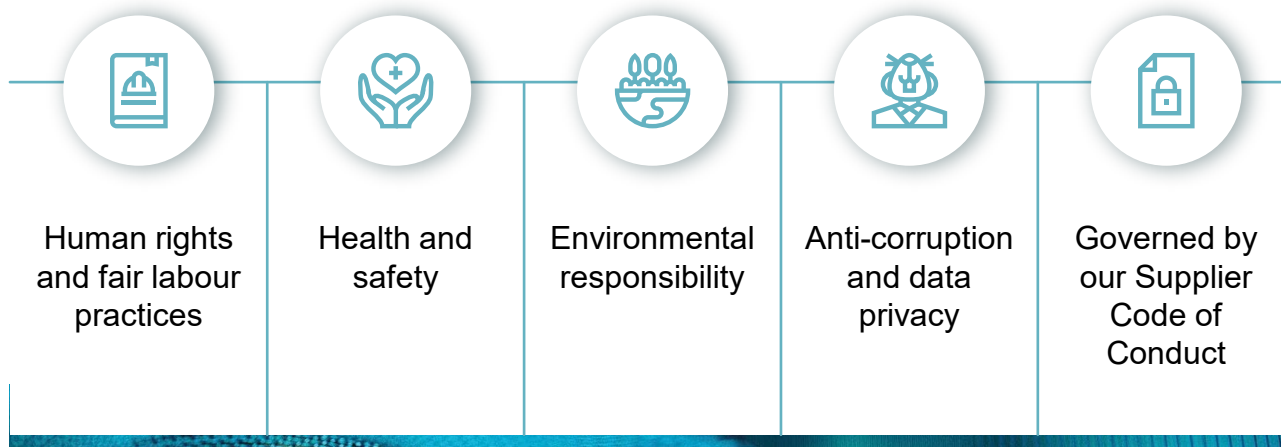 Human rights
and fair labour
practices
Health and
safety
Environmental
responsibility
Anti-corruption
and data
privacy
Governed by
our Supplier
Code of
Conduct